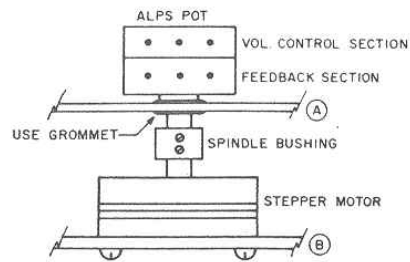 ALPS POT
VOL. CONTROL SECTION
FEEDBACK SECTION
A
USE GROMMET
SPINDLE BUSHING
STEPPER MOTOR
B